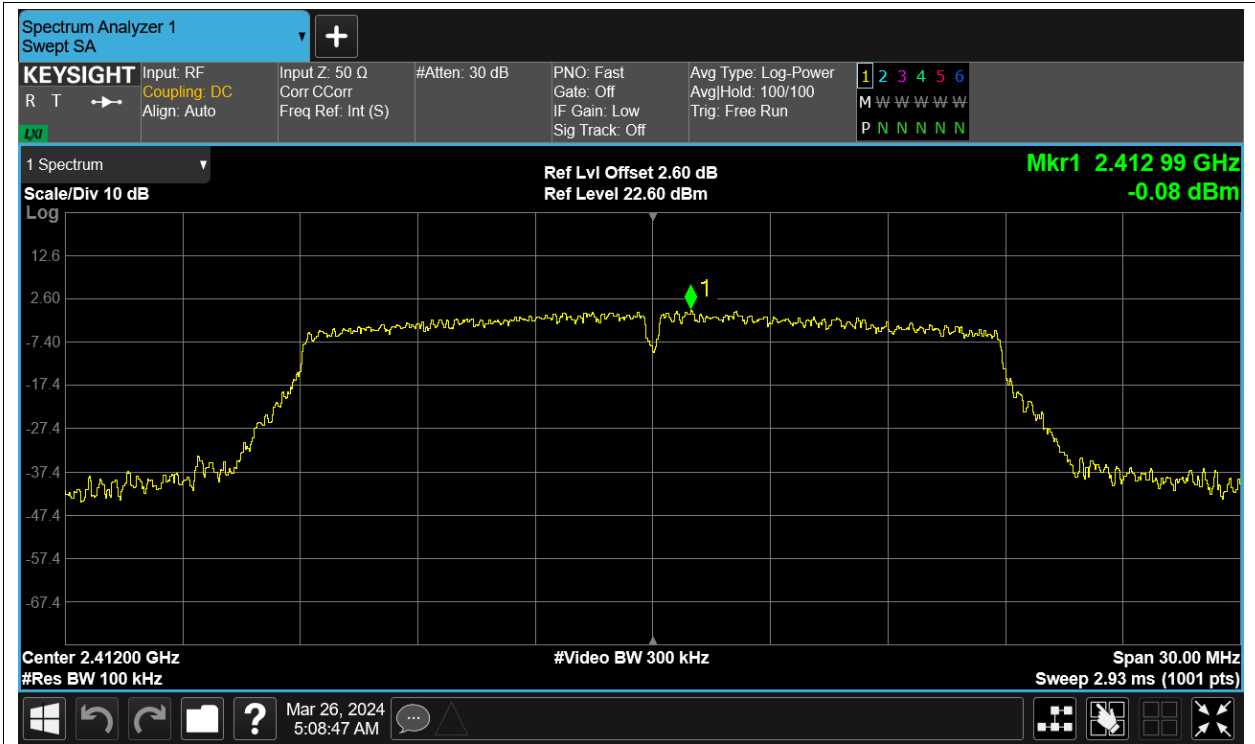 Spectrum Analyzer 1
Swept SA
KEYSIGHT
R T
LXI
Input: RF
Coupling: DC
Align: Auto
Input Z: 50 Ω
Corr CCorr
Freq Ref: Int (S)
#Atten: 30 dB
PNO: Fast
Gate: Off
IF Gain: Low
Sig Track: Off
Avg Type: Log-Power
Avg|Hold: 100/100
Trig: Free Run
1 2 3 4 5 6
M W W W W W
P N N N N N
1 Spectrum
Scale/Div 10 dB
Log
Ref Lvl Offset 2.60 dB
Ref Level 22.60 dBm
Mkr1 2.412 99 GHz
-0.08 dBm
12.6
2.60
-7.40
-17.4
-27.4
-37.4
-47.4
-57.4
-67.4
1
Center 2.41200 GHz
#Res BW 100 kHz
#Video BW 300 kHz
Span 30.00 MHz
Sweep 2.93 ms (1001 pts)
?
Mar 26, 2024
5:08:47 AM